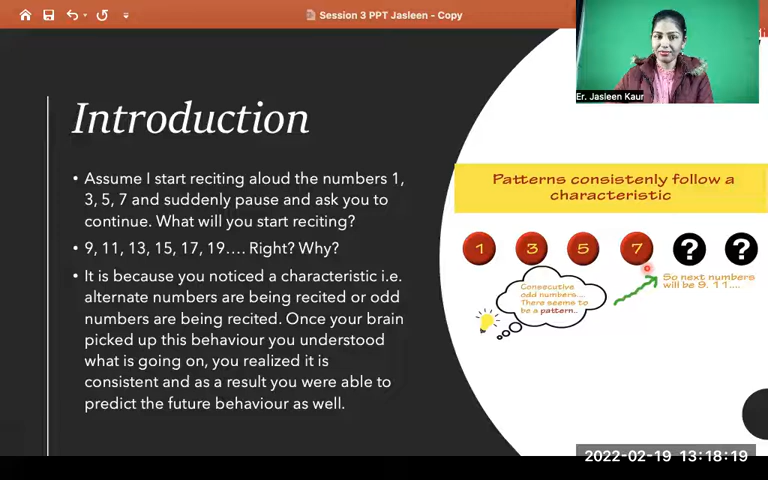 Session 3 PPT Jasleen - Copy
Er. Jasleen Kaur
Introduction
• Assume I start reciting aloud the numbers 1,
3, 5, 7 and suddenly pause and ask you to
continue. What will you start reciting?
• 9, 11, 13, 15, 17, 19…. Right? Why?
• It is because you noticed a characteristic i.e.
alternate numbers are being recited or odd
numbers are being recited. Once your brain
picked up this behaviour you understood
what is going on, you realized it is
consistent and as a result you were able to
predict the future behaviour as well.
Patterns consistenly follow a
characteristic
1 3 5 7 ? ?
Consecutive
odd numbers....
There seems to
be a pattern..
So next numbers
will be 9, 11....
2022-02-19 13:18:19